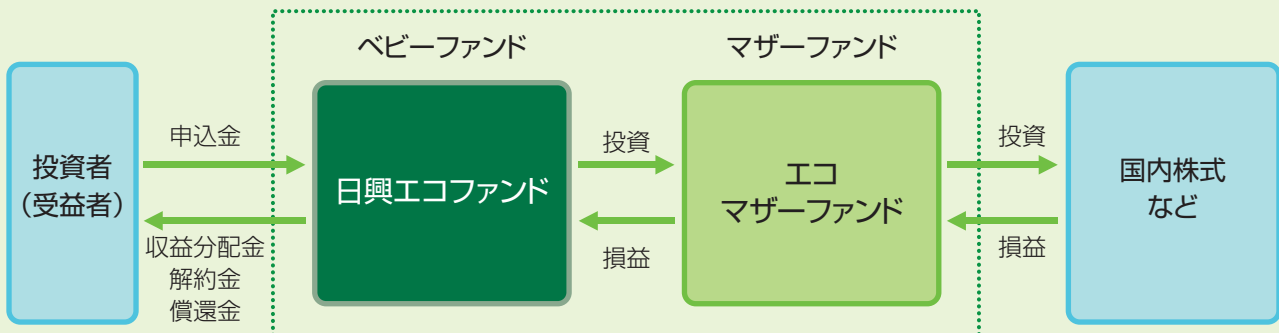 ベビーファンド
マザーファンド
投資者
（受益者）
申込金
収益分配金
解約金
償還金
日興エコファンド
投資
損益
エコ
マザーファンド
投資
損益
国内株式
など